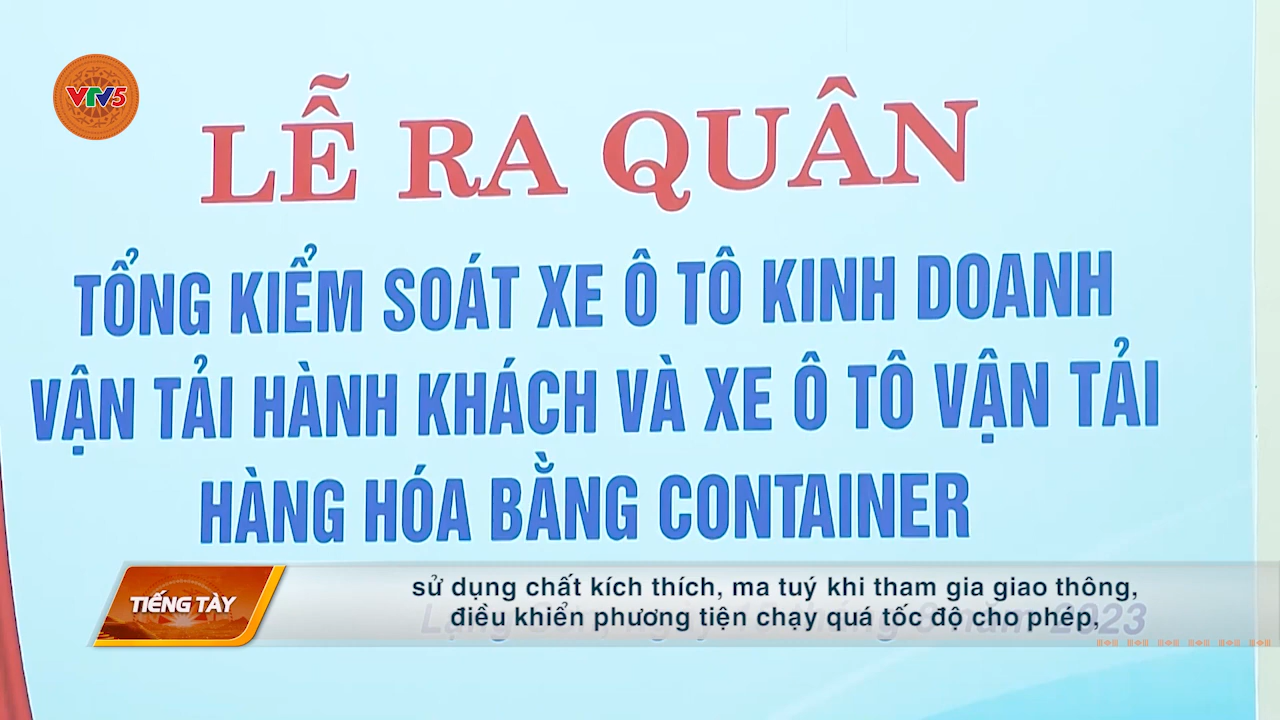 VTV5
LỄ RA QUÂN
TỔNG KIỂM SOÁT XE Ô TÔ KINH DOANH
VẬN TẢI HÀNH KHÁCH VÀ XE Ô TÔ VẬN TẢI
HÀNG HÓA BẰNG CONTAINER
TIẾNG TÀY
sử dụng chất kích thích, ma tuý khi tham gia giao thông,
điều khiển phương tiện chạy quá tốc độ cho phép,
2023